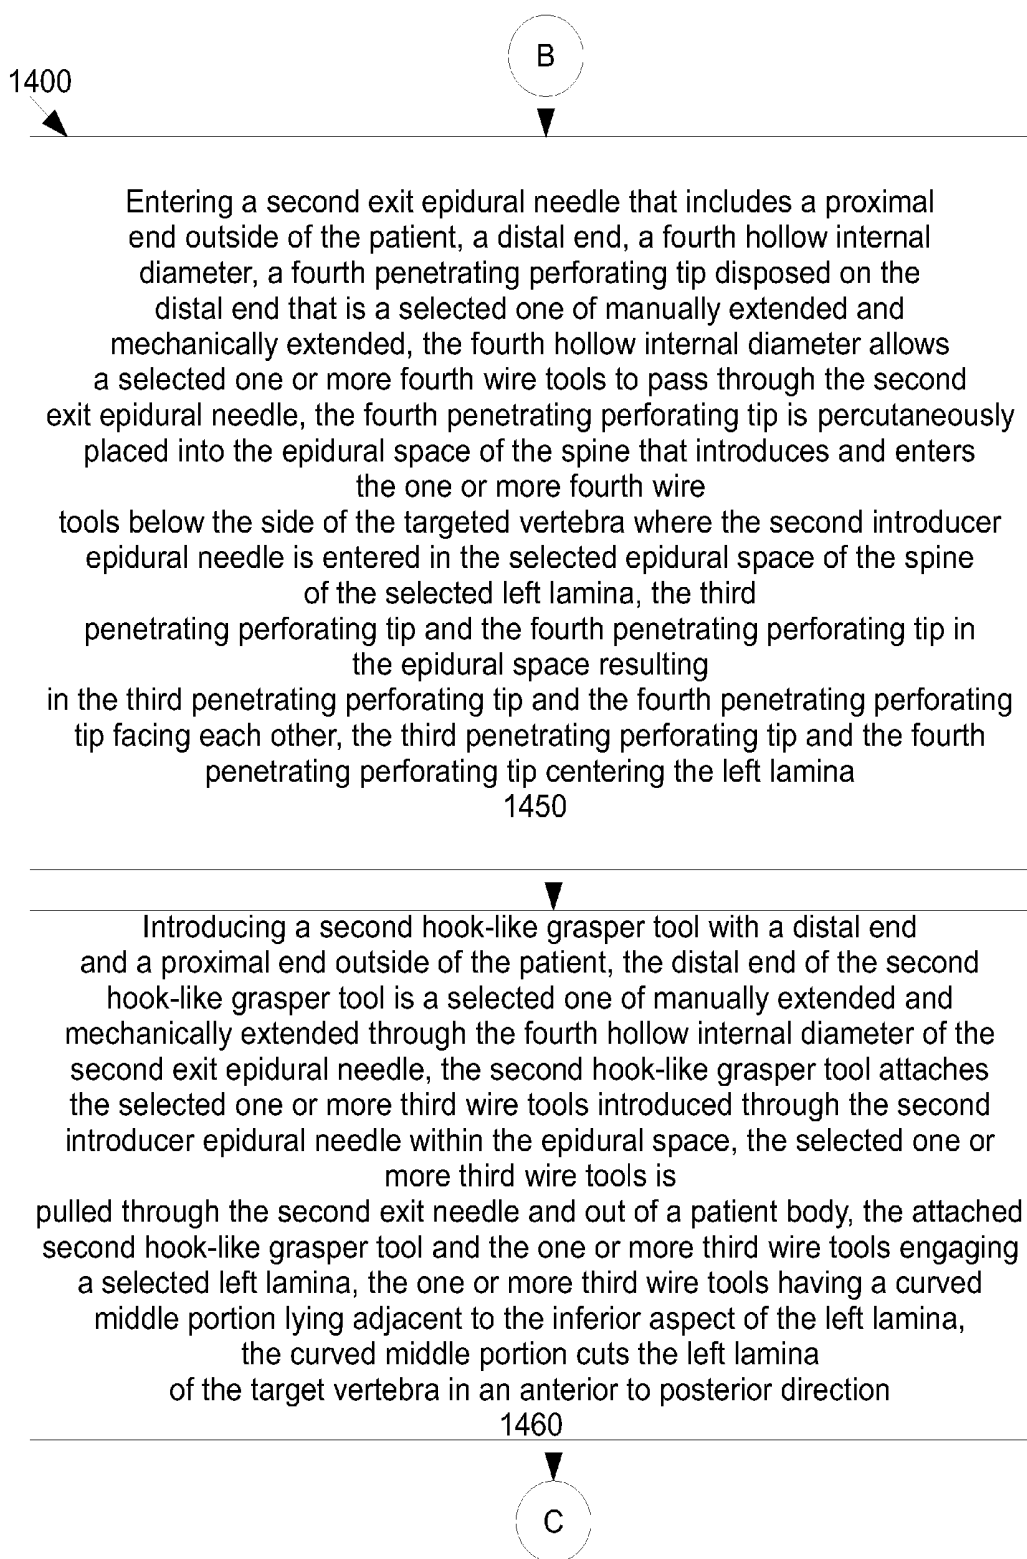 B
1400
Entering a second exit epidural needle that includes a proximal
end outside of the patient, a distal end, a fourth hollow internal
diameter, a fourth penetrating perforating tip disposed on the
distal end that is a selected one of manually extended and
mechanically extended, the fourth hollow internal diameter allows
a selected one or more fourth wire tools to pass through the second
exit epidural needle, the fourth penetrating perforating tip is percutaneously
placed into the epidural space of the spine that introduces and enters
the one or more fourth wire
tools below the side of the targeted vertebra where the second introducer
epidural needle is entered in the selected epidural space of the spine
of the selected left lamina, the third
penetrating perforating tip and the fourth penetrating perforating tip in
the epidural space resulting
in the third penetrating perforating tip and the fourth penetrating perforating
tip facing each other, the third penetrating perforating tip and the fourth
penetrating perforating tip centering the left lamina
1450
Introducing a second hook-like grasper tool with a distal end
and a proximal end outside of the patient, the distal end of the second
hook-like grasper tool is a selected one of manually extended and
mechanically extended through the fourth hollow internal diameter of the
second exit epidural needle, the second hook-like grasper tool attaches
the selected one or more third wire tools introduced through the second
introducer epidural needle within the epidural space, the selected one or
more third wire tools is
pulled through the second exit needle and out of a patient body, the attached
second hook-like grasper tool and the one or more third wire tools engaging
a selected left lamina, the one or more third wire tools having a curved
middle portion lying adjacent to the inferior aspect of the left lamina,
the curved middle portion cuts the left lamina
of the target vertebra in an anterior to posterior direction
1460
C